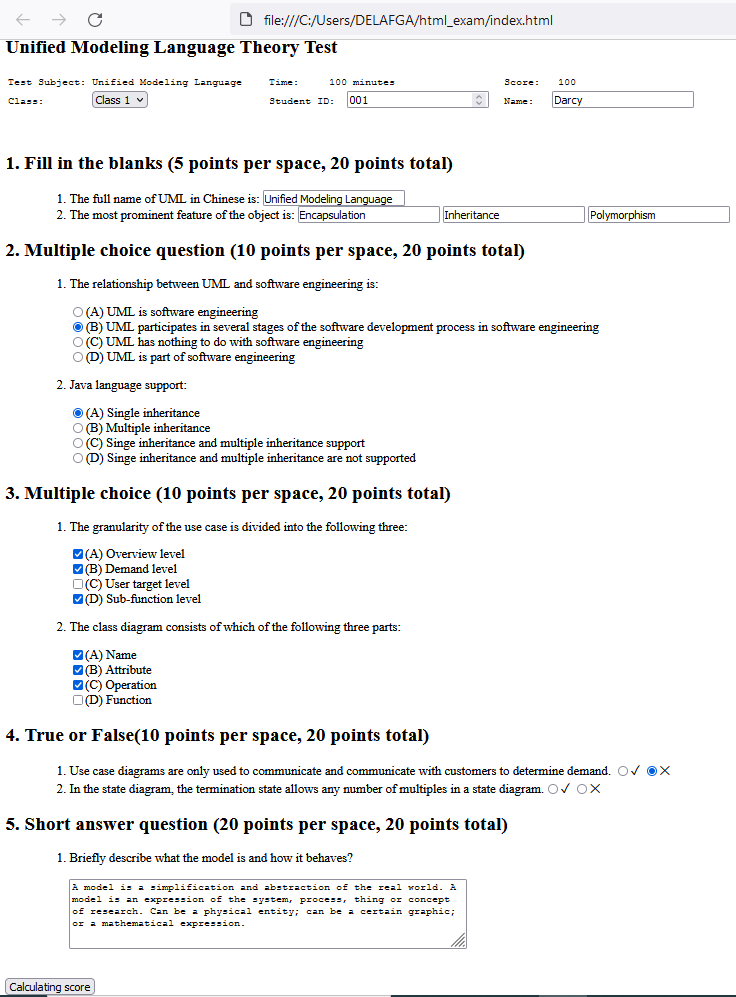 file:///C:/Users/DELAFGA/html_exam/index.html
Unified Modeling Language Theory Test
Test Subject: Unified Modeling Language Time: 100 minutes Score: 100
Class: Class 1 Student ID: 001 Name: Darcy
1. Fill in the blanks (5 points per space, 20 points total)
1. The full name of UML in Chinese is: Unified Modeling Language
2. The most prominent feature of the object is: Encapsulation Inheritance Polymorphism
2. Multiple choice question (10 points per space, 20 points total)
1. The relationship between UML and software engineering is:
(A) UML is software engineering
(B) UML participates in several stages of the software development process in software engineering
(C) UML has nothing to do with software engineering
(D) UML is part of software engineering
2. Java language support:
(A) Single inheritance
(B) Multiple inheritance
(C) Singe inheritance and multiple inheritance support
(D) Singe inheritance and multiple inheritance are not supported
3. Multiple choice (10 points per space, 20 points total)
1. The granularity of the use case is divided into the following three:
(A) Overview level
(B) Demand level
(C) User target level
(D) Sub-function level
2. The class diagram consists of which of the following three parts:
(A) Name
(B) Attribute
(C) Operation
(D) Function
4. True or False(10 points per space, 20 points total)
1. Use case diagrams are only used to communicate and communicate with customers to determine demand. ✓ ✕
2. In the state diagram, the termination state allows any number of multiples in a state diagram. ✓ ✕
5. Short answer question (20 points per space, 20 points total)
1. Briefly describe what the model is and how it behaves?
A model is a simplification and abstraction of the real world. A
model is an expression of the system, process, thing or concept
of research. Can be a physical entity; can be a certain graphic;
or a mathematical expression.
Calculating score